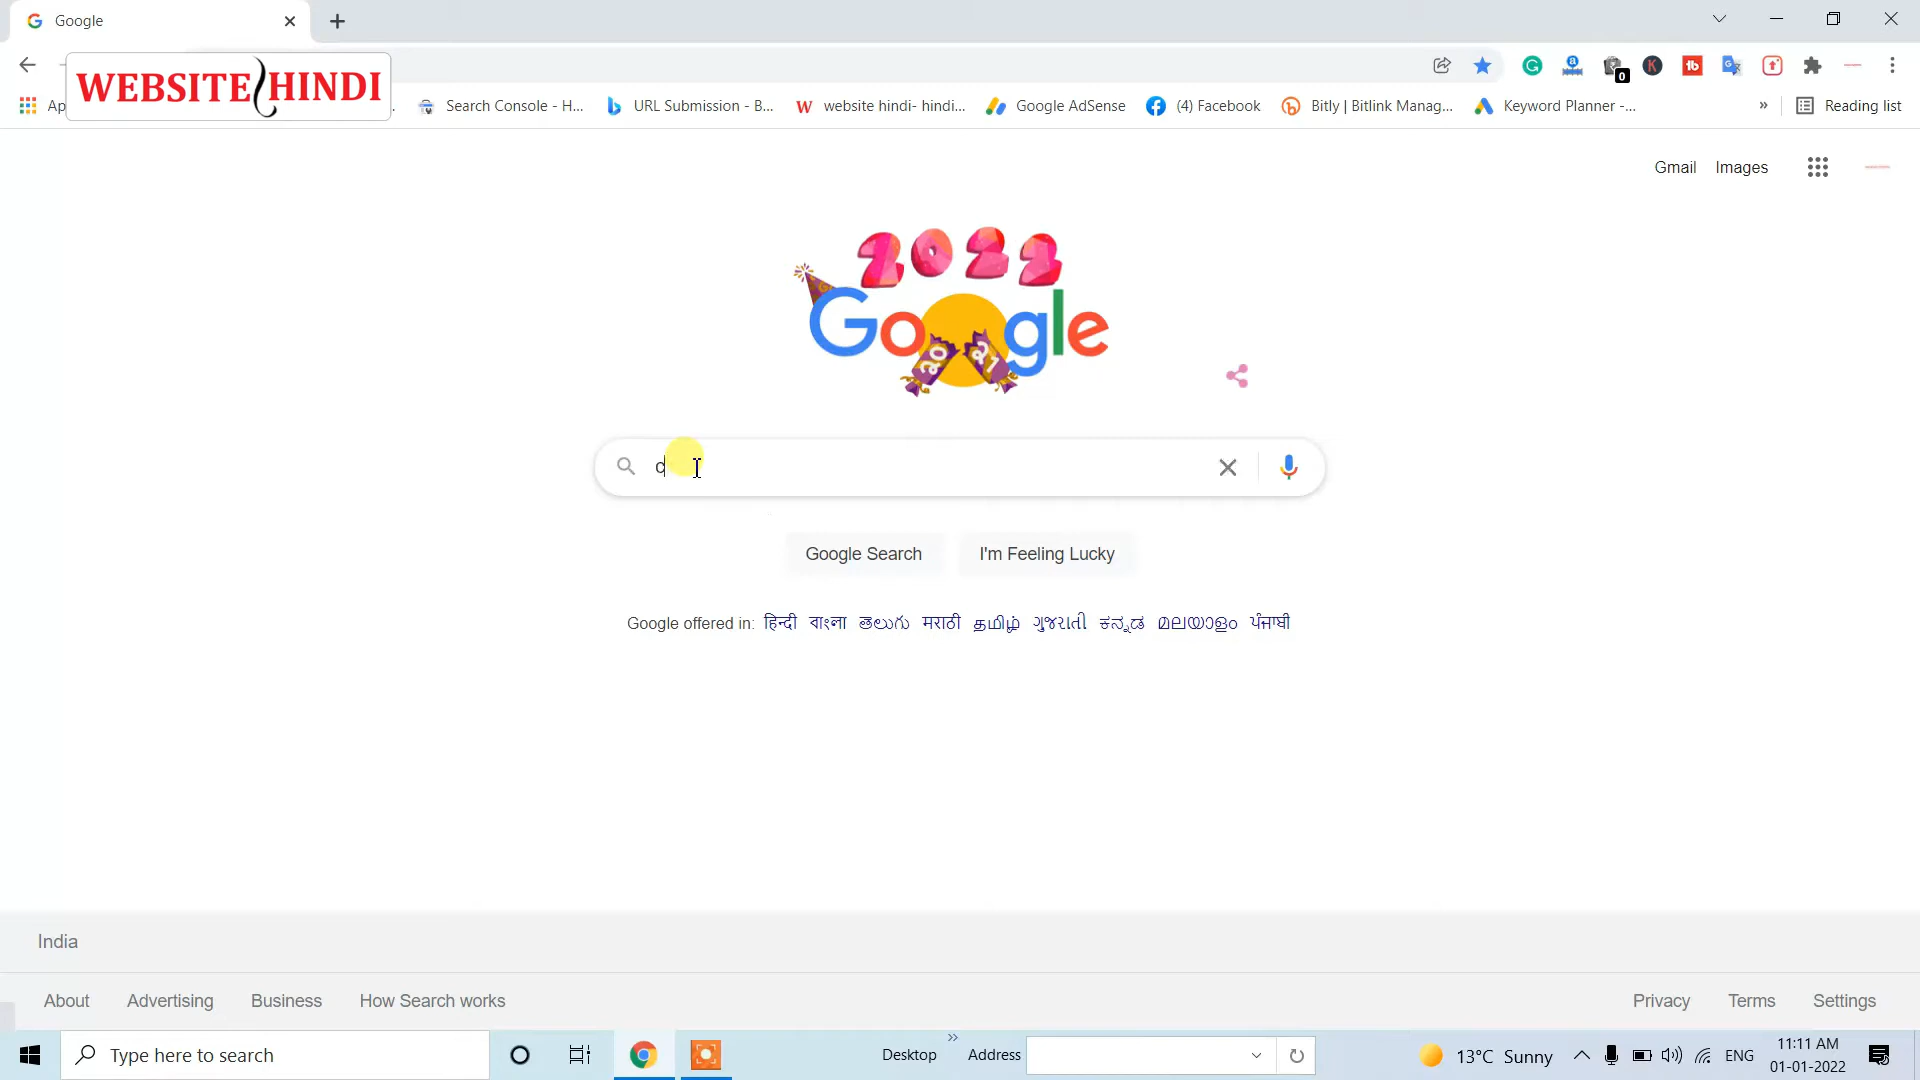 Google
WEBSITE HINDI
0
Ap
Search Console - H...
URL Submission - B...
website hindi- hindi...
Google AdSense
(4) Facebook
Bitly | Bitlink Manag...
Keyword Planner -...
»
Reading list
Gmail Images
2022
Google
c
Google Search
I'm Feeling Lucky
Google offered in: हिन्दी বাংলা తెలుగు मराठी தமிழ் ગુજરાતી ಕನ್ನಡ മലയാളം ਪੰਜਾਬੀ
India
About Advertising Business How Search works
Privacy Terms Settings
Type here to search
Desktop
»
Address
13°C Sunny
ENG
11:11 AM
01-01-2022